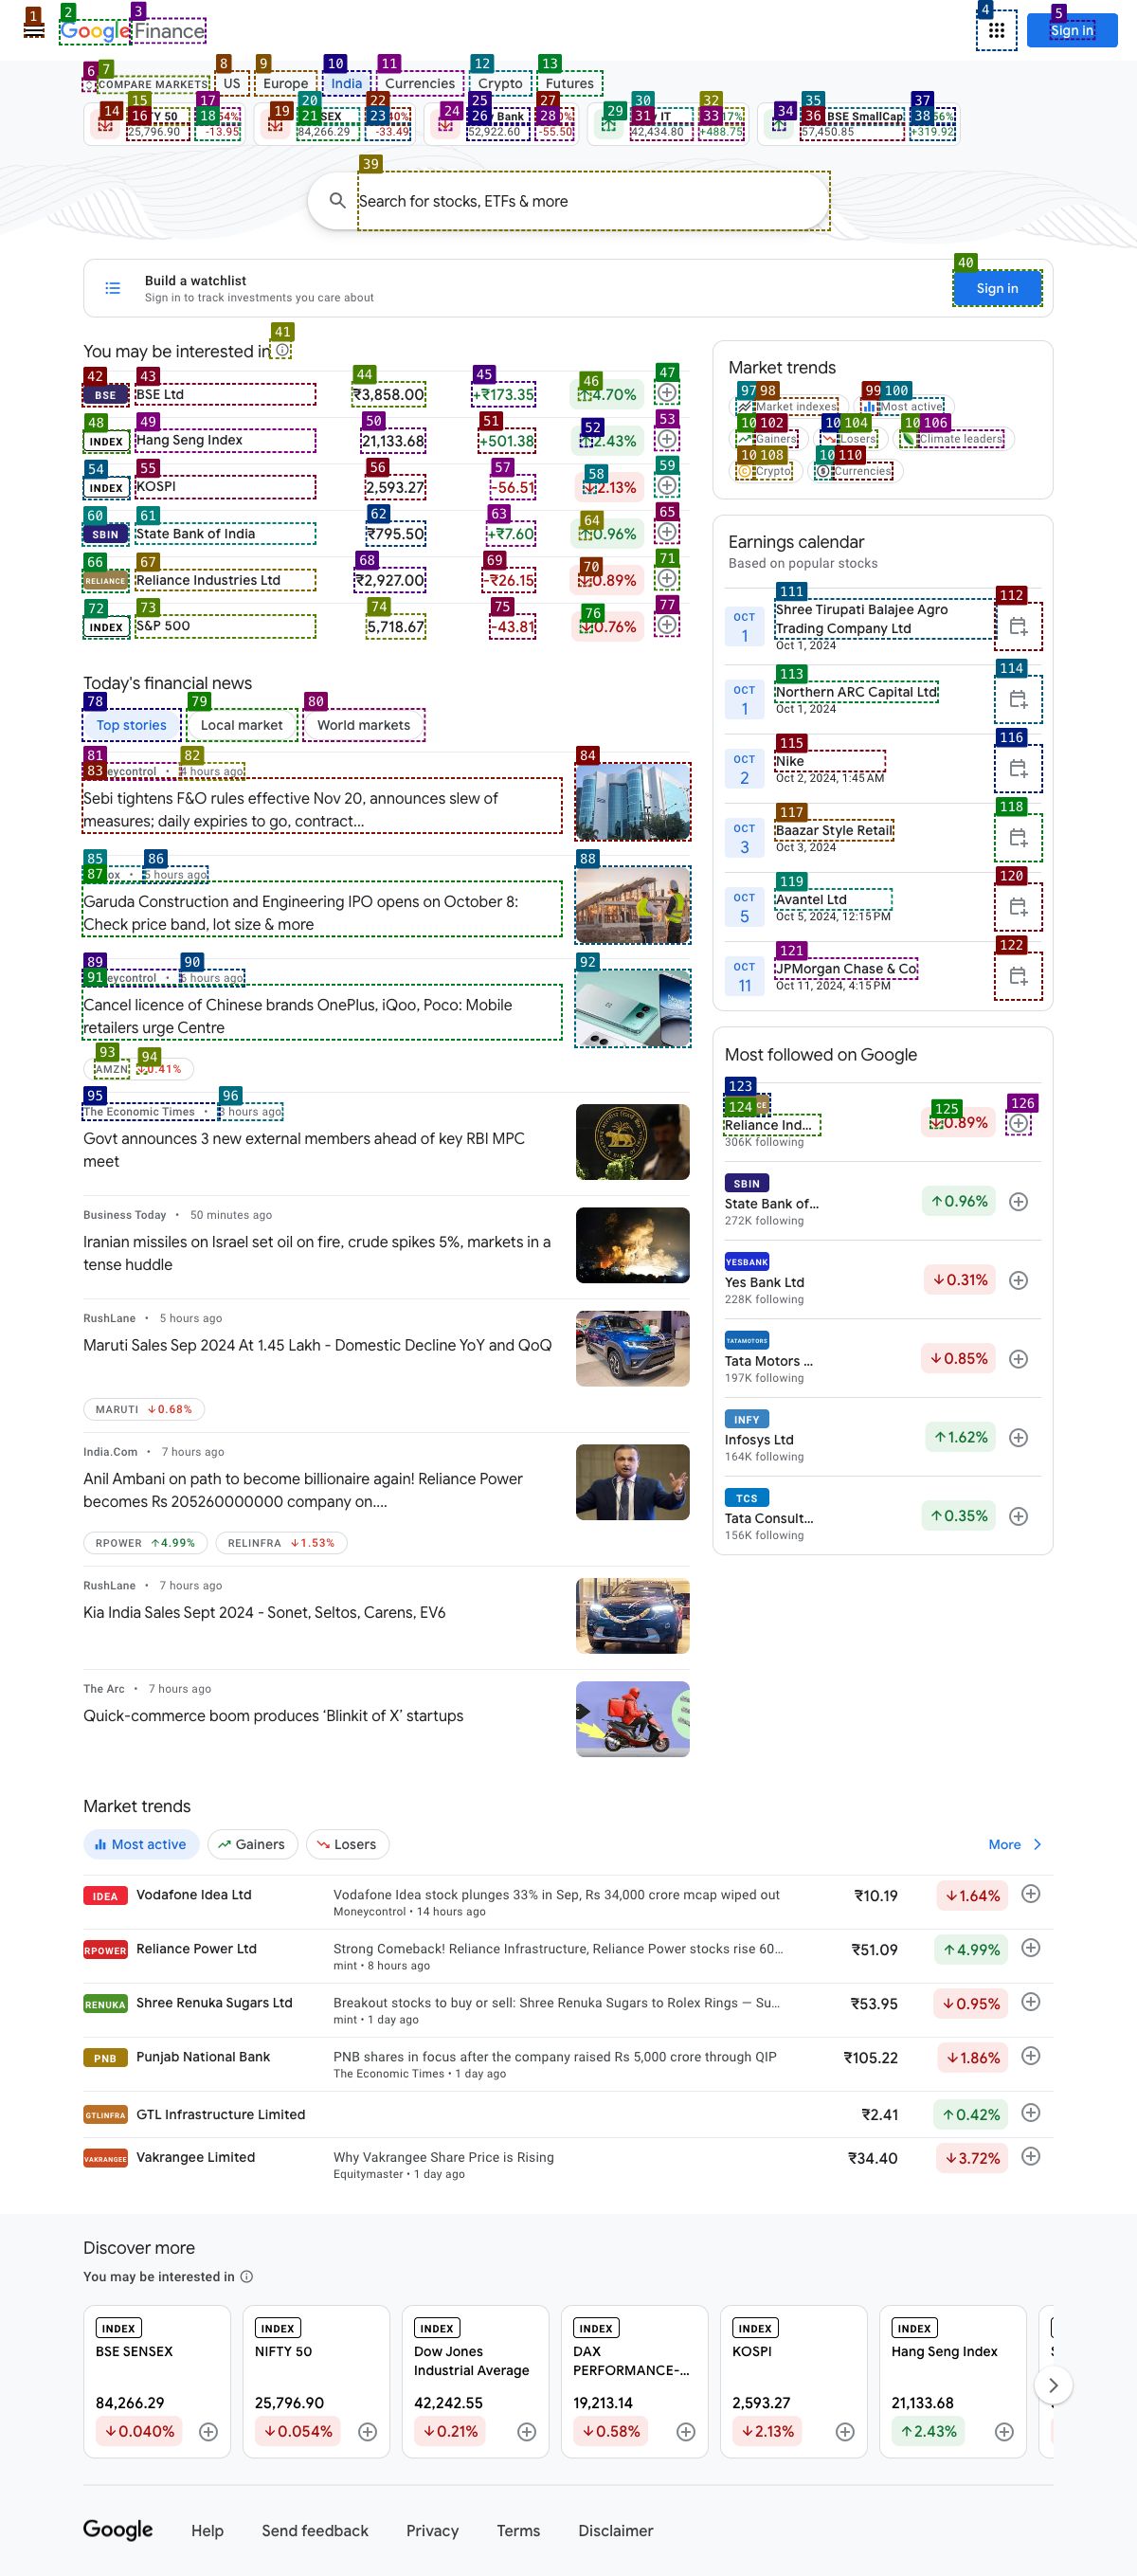 Google Finance
Sign in
COMPARE MARKETS
US
Europe
India
Currencies
Crypto
Futures
25,796.90
-13.95
84,266.29
-33.49
Bank
52,922.60
-55.50
IT
42,434.80
+488.75
BSE SmallCap
57,450.85
+319.92
Search for stocks, ETFs & more
Build a watchlist
Sign in to track investments you care about
Sign in
You may be interested in
BSE
BSE Ltd
₹3,858.00
+₹173.35
4.70%
INDEX
Hang Seng Index
21,133.68
+501.38
2.43%
INDEX
KOSPI
2,593.27
-56.51
2.13%
SBIN
State Bank of India
₹795.50
+₹7.60
0.96%
RELIANCE
Reliance Industries Ltd
₹2,927.00
-₹26.15
0.89%
INDEX
S&P 500
5,718.67
-43.81
0.76%
Today's financial news
Top stories
Local market
World markets
4 hours ago
Sebi tightens F&O rules effective Nov 20, announces slew of
measures; daily expiries to go, contract...
5 hours ago
Garuda Construction and Engineering IPO opens on October 8:
Check price band, lot size & more
5 hours ago
Cancel licence of Chinese brands OnePlus, iQoo, Poco: Mobile
retailers urge Centre
AMZN 0.41%
The Economic Times • 3 hours ago
Govt announces 3 new external members ahead of key RBI MPC
meet
Business Today • 50 minutes ago
Iranian missiles on Israel set oil on fire, crude spikes 5%, markets in a
tense huddle
RushLane • 5 hours ago
Maruti Sales Sep 2024 At 1.45 Lakh - Domestic Decline YoY and QoQ
MARUTI ↓0.68%
India.Com • 7 hours ago
Anil Ambani on path to become billionaire again! Reliance Power
becomes Rs 205260000000 company on....
RPOWER ↑4.99%
RELINFRA ↓1.53%
RushLane • 7 hours ago
Kia India Sales Sept 2024 - Sonet, Seltos, Carens, EV6
The Arc • 7 hours ago
Quick-commerce boom produces ‘Blinkit of X’ startups
Market trends
Market indexes
Most active
Gainers
Losers
Climate leaders
Crypto
Currencies
Earnings calendar
Based on popular stocks
OCT
1
Shree Tirupati Balajee Agro
Trading Company Ltd
Oct 1, 2024
OCT
1
Northern ARC Capital Ltd
Oct 1, 2024
OCT
2
Nike
Oct 2, 2024, 1:45 AM
OCT
3
Baazar Style Retail
Oct 3, 2024
OCT
5
Avantel Ltd
Oct 5, 2024, 12:15 PM
OCT
11
JPMorgan Chase & Co
Oct 11, 2024, 4:15 PM
Most followed on Google
Reliance Ind...
306K following
0.89%
SBIN
State Bank of...
272K following
↑0.96%
YESBANK
Yes Bank Ltd
228K following
↓0.31%
TATAMOTORS
Tata Motors ...
197K following
↓0.85%
INFY
Infosys Ltd
164K following
↑1.62%
TCS
Tata Consult...
156K following
↑0.35%
Market trends
Most active
Gainers
Losers
More
IDEA
Vodafone Idea Ltd
Vodafone Idea stock plunges 33% in Sep, Rs 34,000 crore mcap wiped out
Moneycontrol • 14 hours ago
₹10.19
↓1.64%
RPOWER
Reliance Power Ltd
Strong Comeback! Reliance Infrastructure, Reliance Power stocks rise 60...
mint • 8 hours ago
₹51.09
↑4.99%
RENUKA
Shree Renuka Sugars Ltd
Breakout stocks to buy or sell: Shree Renuka Sugars to Rolex Rings — Su...
mint • 1 day ago
₹53.95
↓0.95%
PNB
Punjab National Bank
PNB shares in focus after the company raised Rs 5,000 crore through QIP
The Economic Times • 1 day ago
₹105.22
↓1.86%
GTLINFRA
GTL Infrastructure Limited
₹2.41
↑0.42%
VAKRANGEE
Vakrangee Limited
Why Vakrangee Share Price is Rising
Equitymaster • 1 day ago
₹34.40
↓3.72%
Discover more
You may be interested in
INDEX
BSE SENSEX
84,266.29
↓0.040%
INDEX
NIFTY 50
25,796.90
↓0.054%
INDEX
Dow Jones
Industrial Average
42,242.55
↓0.21%
INDEX
DAX
PERFORMANCE-...
19,213.14
↓0.58%
INDEX
KOSPI
2,593.27
↓2.13%
INDEX
Hang Seng Index
21,133.68
↑2.43%
Google
Help
Send feedback
Privacy
Terms
Disclaimer